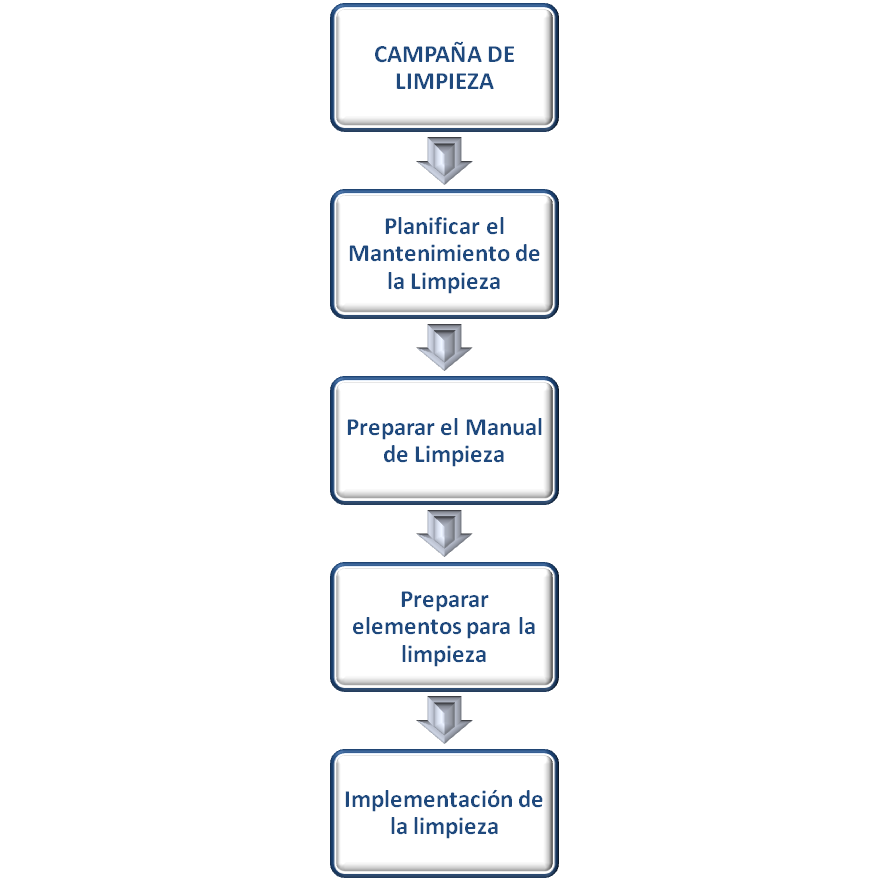 CAMPAÑA DE
LIMPIEZA
Planificar el
Mantenimiento de
la Limpieza
Preparar el Manual
de Limpieza
Preparar
elementos para la
limpieza
Implementación de
la limpieza